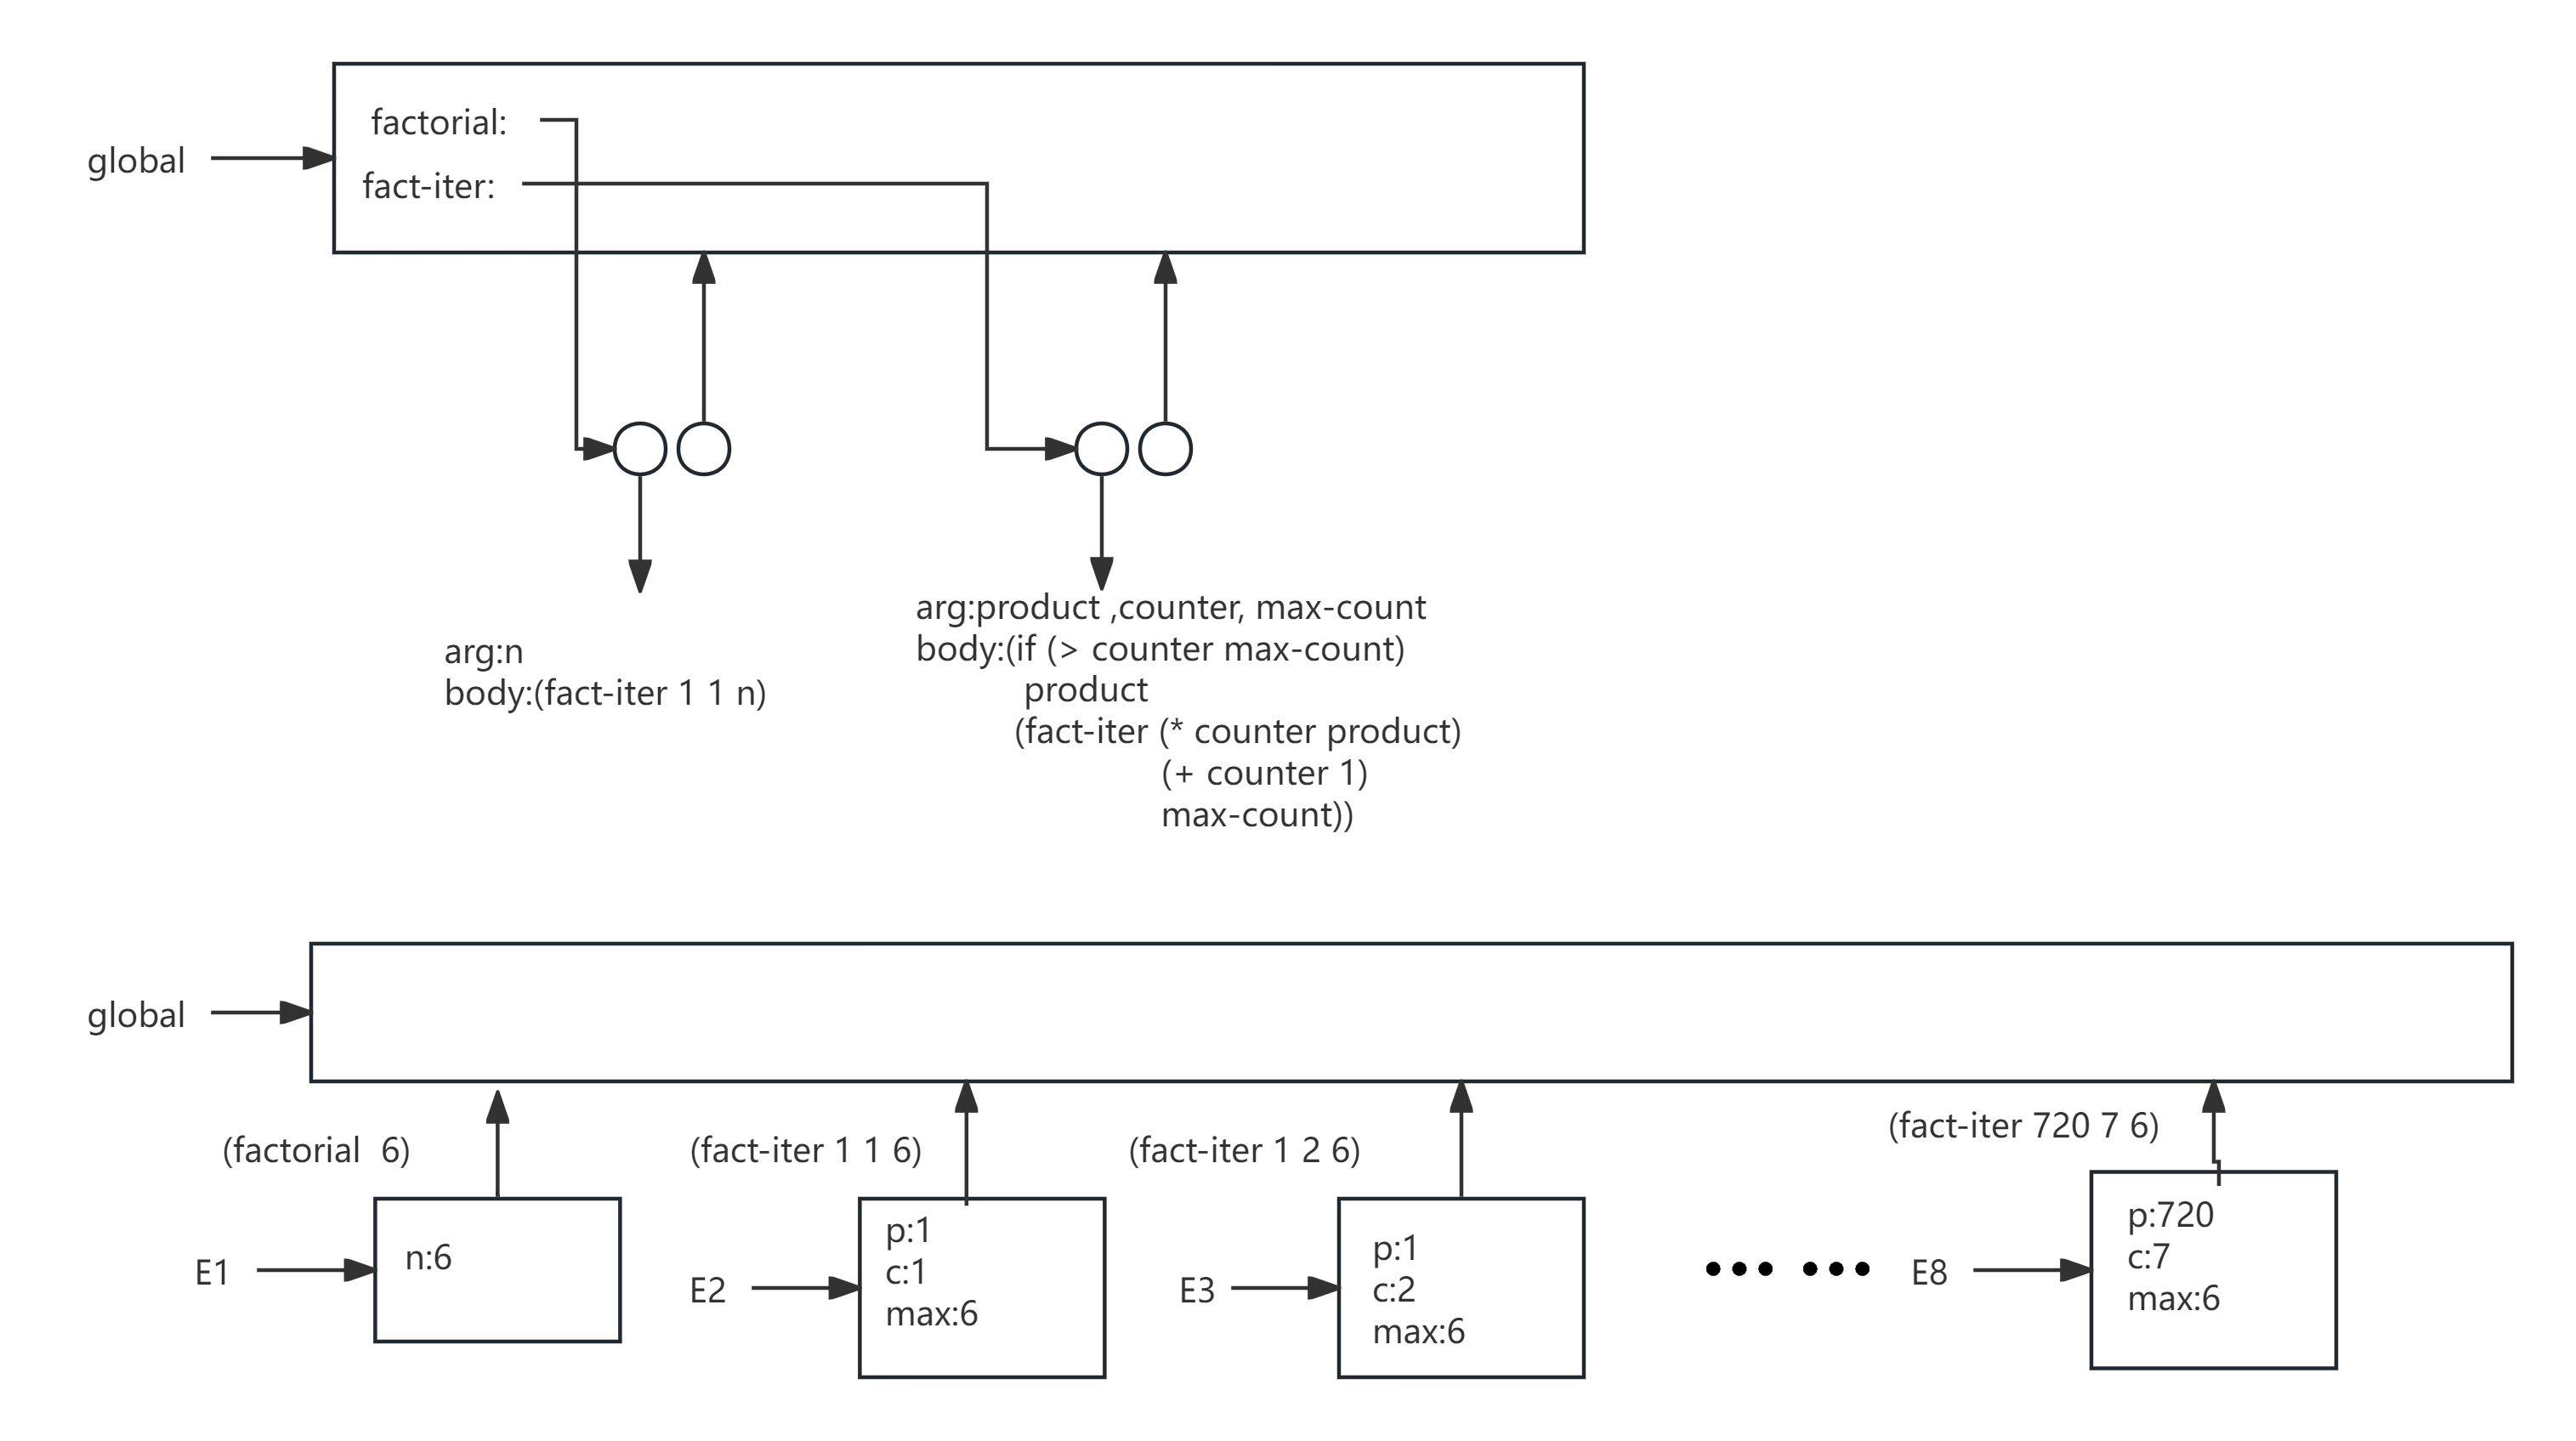 factorial:
global
fact-iter:
arg:n
body:(fact-iter 1 1 n)
arg:product ,counter, max-count
body:(if (> counter max-count)
product
(fact-iter (* counter product)
(+ counter 1)
max-count))
global
(factorial  6)
(fact-iter 1 1 6)
(fact-iter 1 2 6)
(fact-iter 720 7 6)
E1
n:6
E2
p:1
c:1
max:6
E3
p:1
c:2
max:6
E8
p:720
c:7
max:6